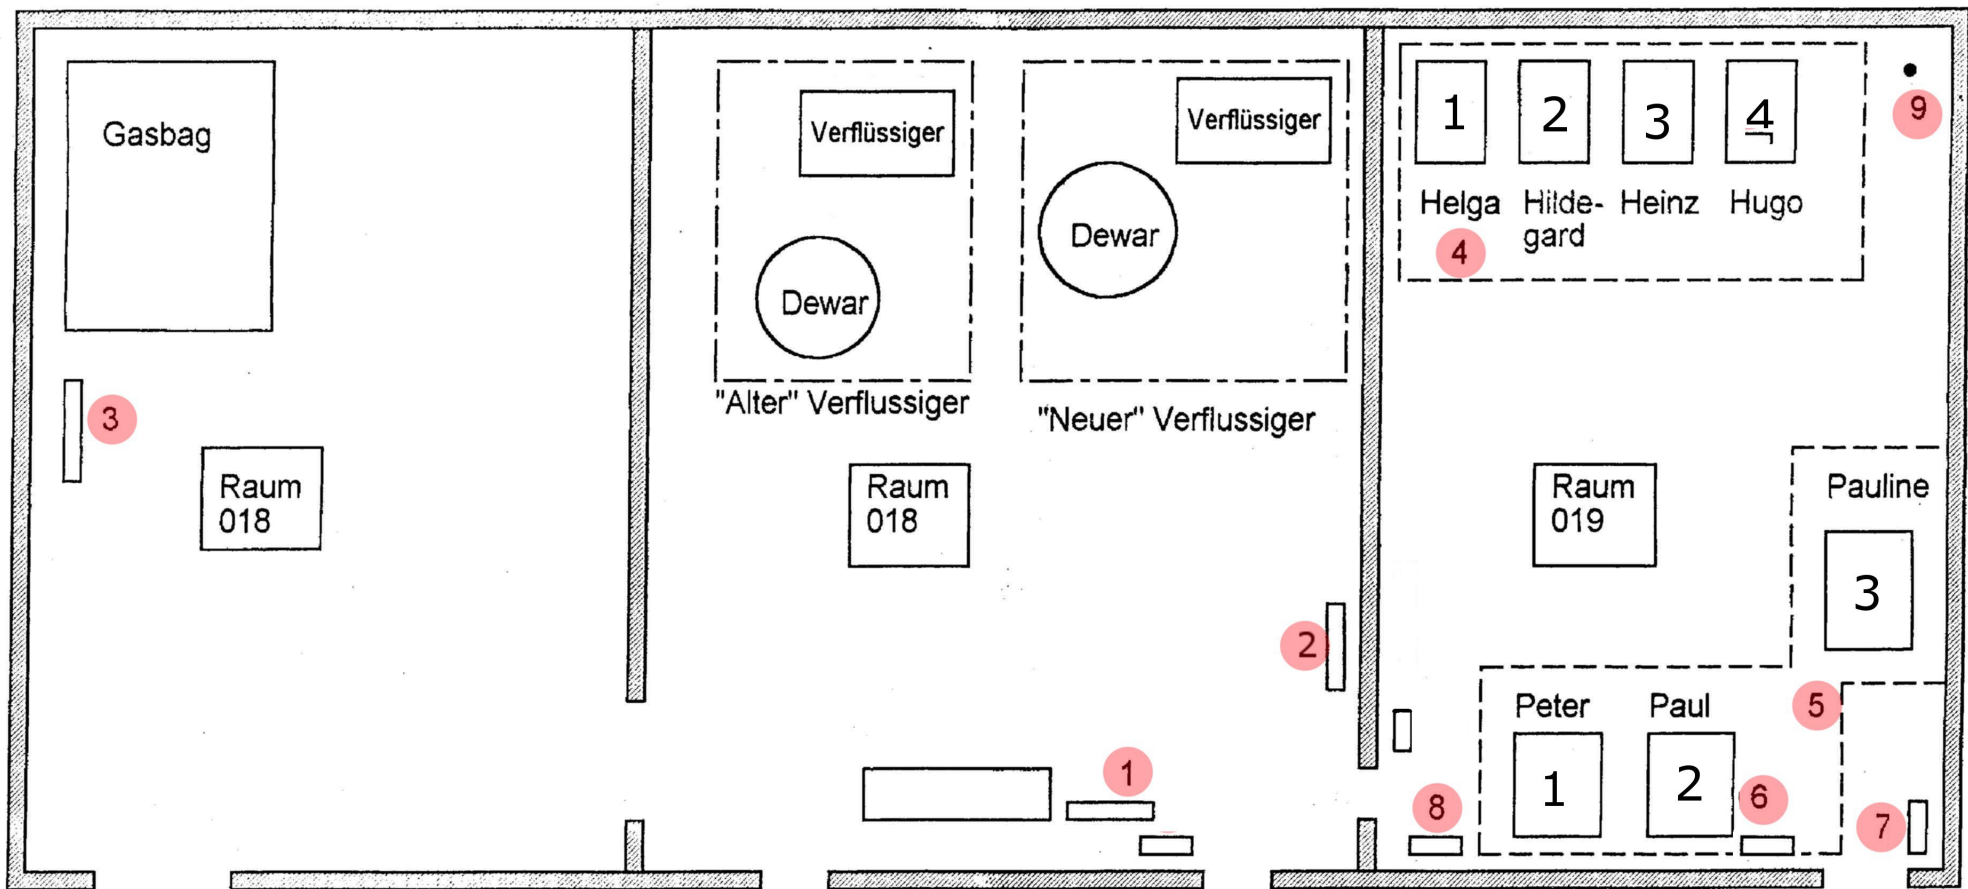 Gasbag
3
Raum
018
Verflüssiger
Dewar
"Alter" Verflussiger
Verflüssiger
Dewar
"Neuer" Verflussiger
Raum
018
2
1
1
2
3
4
9
Helga
Hilde-
gard
Heinz
Hugo
4
Raum
019
Pauline
3
5
Peter
Paul
1
2
6
7
8